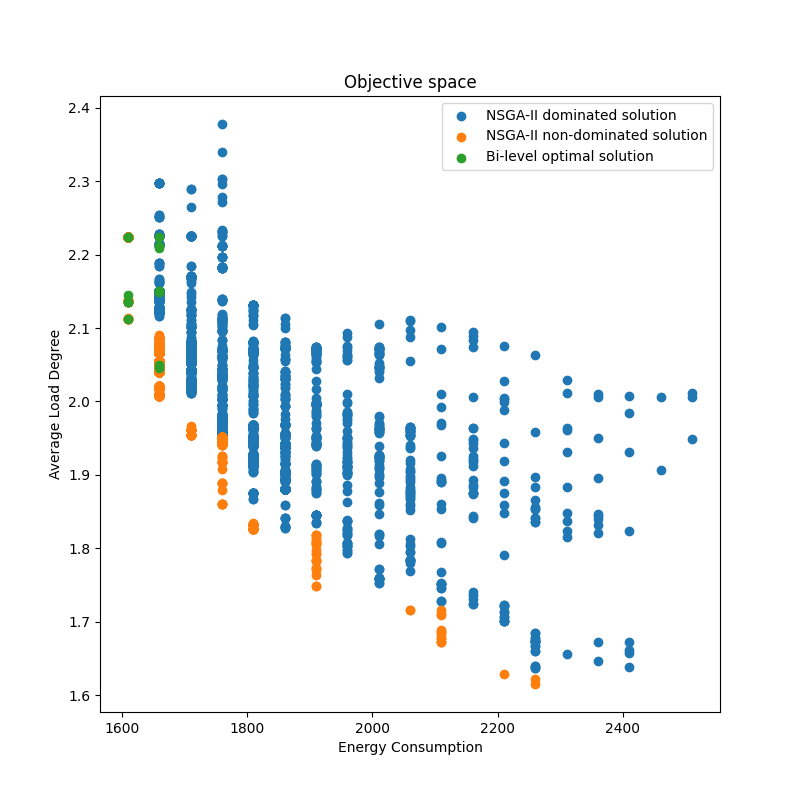 Objective space
NSGA-II dominated solution
NSGA-II non-dominated solution
Bi-level optimal solution
Average Load Degree
2.4
2.3
2.2
2.1
2.0
1.9
1.8
1.7
1.6
1600 1800 2000 2200 2400
Energy Consumption